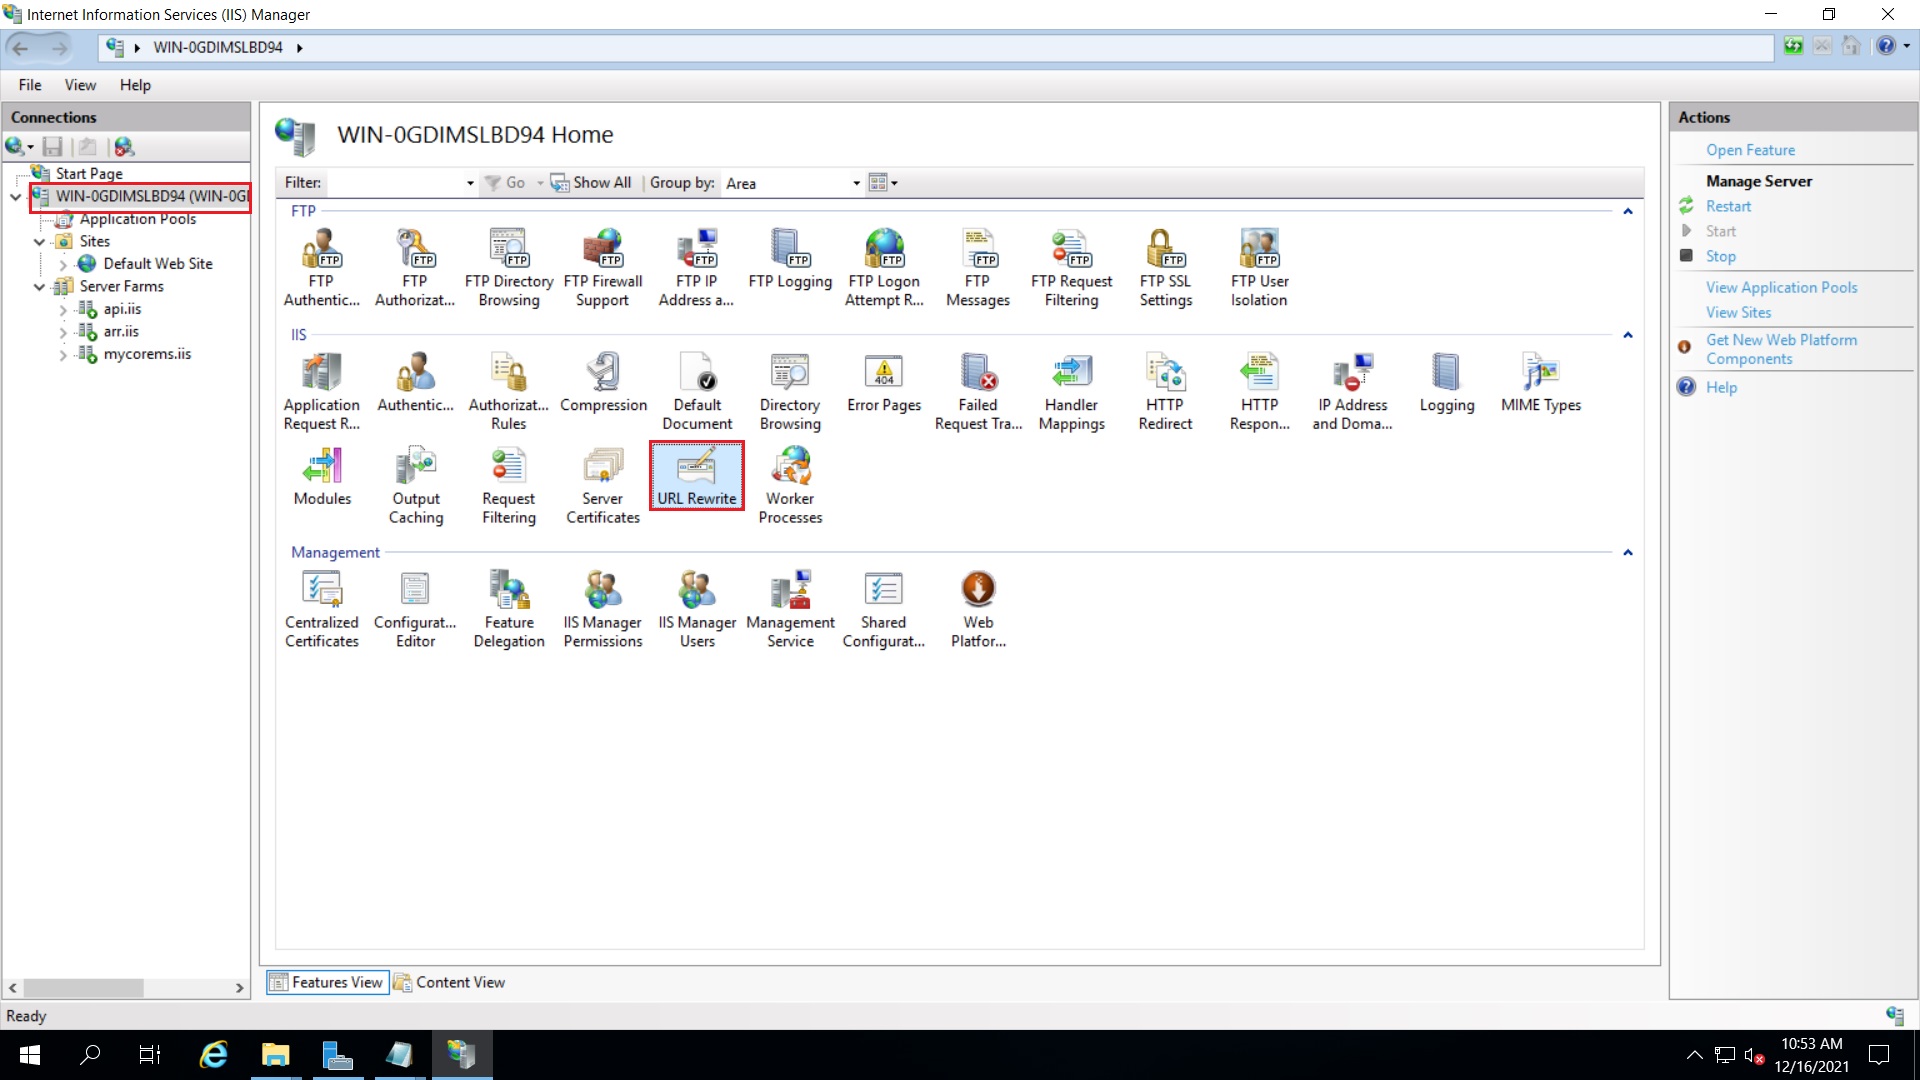 Internet Information Services (IIS) Manager
WIN-0GDIMSLBD94
File View Help
Connections
Start Page
WIN-0GDIMSLBD94 (WIN-0GI
Application Pools
Sites
Default Web Site
Server Farms
api.iis
arr.iis
mycorems.iis
WIN-0GDIMSLBD94 Home
Filter: Go Show All Group by: Area
FTP
FTP Authentic...
FTP Authorizat...
FTP Directory Browsing
FTP Firewall Support
FTP IP Address a...
FTP Logging
FTP Logon Attempt R...
FTP Messages
FTP Request Filtering
FTP SSL Settings
FTP User Isolation
IIS
Application Request R...
Authentic...
Authorizat... Rules
Compression
Default Document
Directory Browsing
404
Error Pages
Failed Request Tra...
Handler Mappings
HTTP Redirect
HTTP Respon...
IP Address and Doma...
Logging
MIME Types
Modules
Output Caching
Request Filtering
Server Certificates
URL Rewrite
Worker Processes
Management
Centralized Certificates
Configurat... Editor
Feature Delegation
IIS Manager Permissions
IIS Manager Users
Management Service
Shared Configurat...
Web Platfor...
Features View Content View
Actions
Open Feature
Manage Server
Restart
Start
Stop
View Application Pools
View Sites
Get New Web Platform
Components
Help
Ready
10:53 AM
12/16/2021